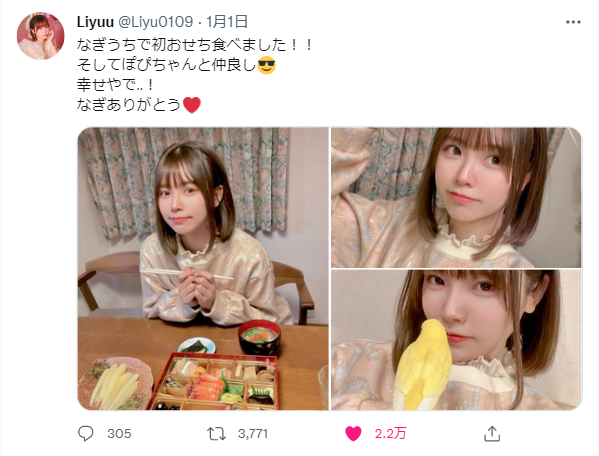 Liyuu @Liyu0109 · 1月1日
なぎうちで初おせち食べました！！
そしてぽぴちゃんと仲良し😎
幸せやで..！
なぎありがとう❤️
305
3,771
2.2万